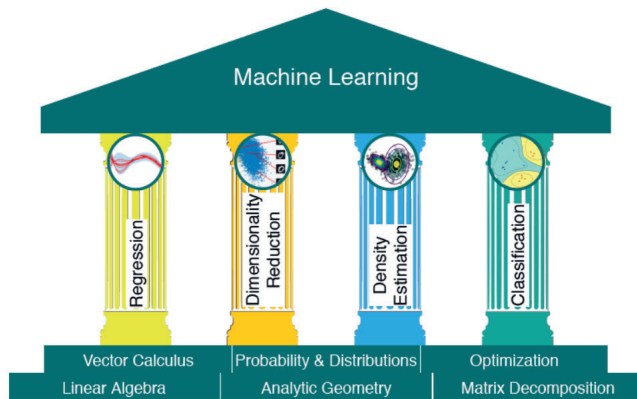 Machine Learning
Regression
Dimensionality
Reduction
Density
Estimation
Classification
Vector Calculus
Probability & Distributions
Optimization
Linear Algebra
Analytic Geometry
Matrix Decomposition